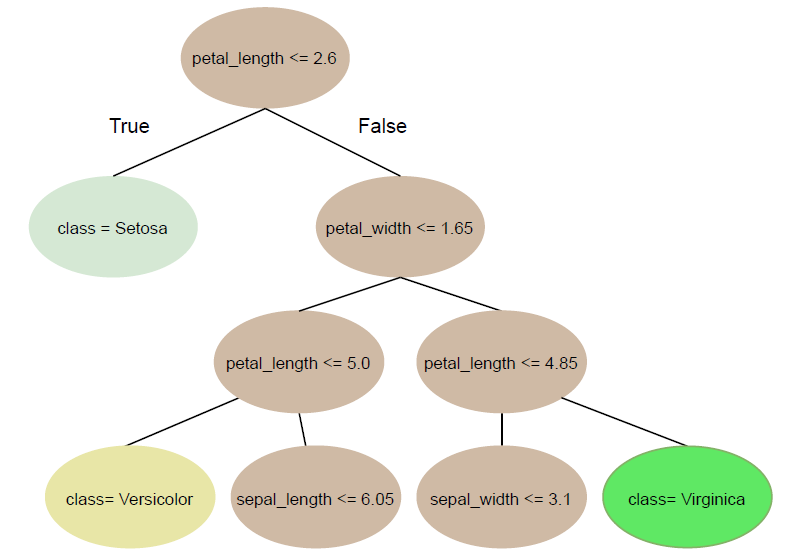 petal_length <= 2.6
True
False
class = Setosa
petal_width <= 1.65
petal_length <= 5.0
petal_length <= 4.85
class= Versicolor
sepal_length <= 6.05
sepal_width <= 3.1
class= Virginica